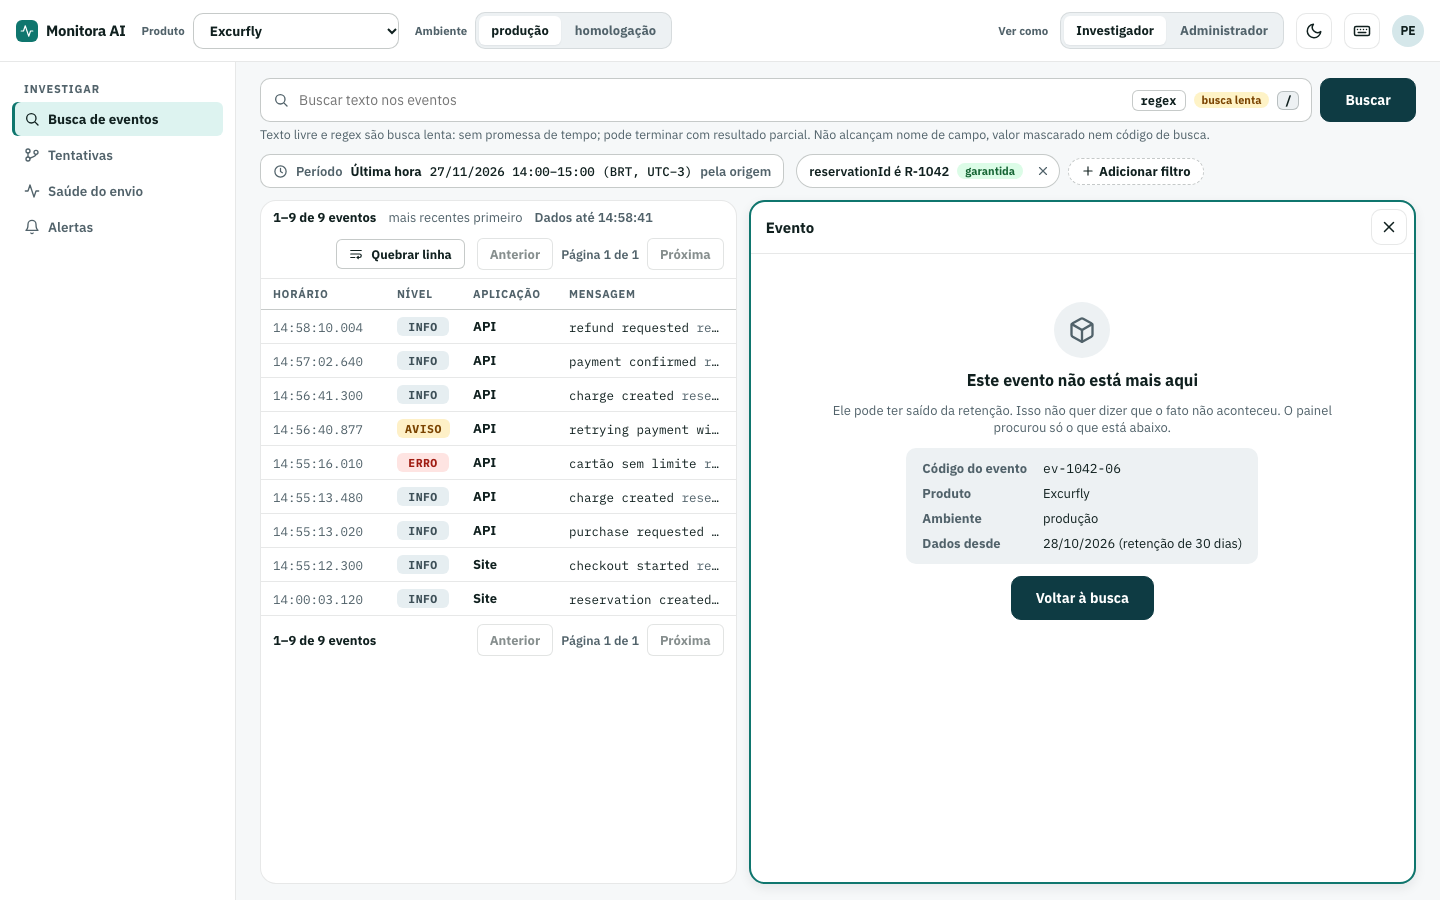 Monitora AI
Produto
Excurfly
Ambiente
produção
homologação
Ver como
Investigador
Administrador
PE
INVESTIGAR
Busca de eventos
Tentativas
Saúde do envio
Alertas
Buscar texto nos eventos
regex
busca lenta
/
Buscar
Texto livre e regex são busca lenta: sem promessa de tempo; pode terminar com resultado parcial. Não alcançam nome de campo, valor mascarado nem código de busca.
Período Última hora 27/11/2026 14:00–15:00 (BRT, UTC−3) pela origem
reservationId é R-1042 garantida
Adicionar filtro
1–9 de 9 eventos mais recentes primeiro Dados até 14:58:41
Quebrar linha Anterior Página 1 de 1 Próxima
HORÁRIO NÍVEL APLICAÇÃO MENSAGEM
14:58:10.004 INFO API refund requested re…
14:57:02.640 INFO API payment confirmed r…
14:56:41.300 INFO API charge created rese…
14:56:40.877 AVISO API retrying payment wi…
14:55:16.010 ERRO API cartão sem limite r…
14:55:13.480 INFO API charge created rese…
14:55:13.020 INFO API purchase requested …
14:55:12.300 INFO Site checkout started re…
14:00:03.120 INFO Site reservation created…
1–9 de 9 eventos Anterior Página 1 de 1 Próxima
Evento
Este evento não está mais aqui
Ele pode ter saído da retenção. Isso não quer dizer que o fato não aconteceu. O painel
procurou só o que está abaixo.
Código do evento ev-1042-06
Produto Excurfly
Ambiente produção
Dados desde 28/10/2026 (retenção de 30 dias)
Voltar à busca